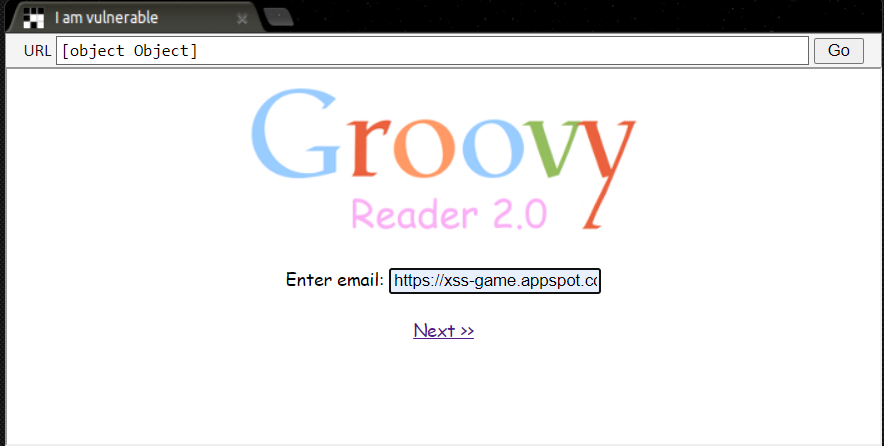 I am vulnerable
URL [object Object] Go
Groovy
Reader 2.0
Enter email: https://xss-game.appspot.co
Next >>